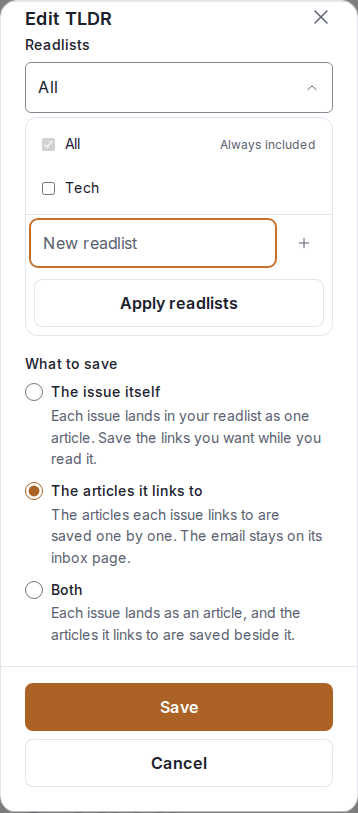 Edit TLDR
Readlists
All
All Always included
Tech
New readlist
Apply readlists
What to save
The issue itself
Each issue lands in your readlist as one
article. Save the links you want while you
read it.
The articles it links to
The articles each issue links to are
saved one by one. The email stays on its
inbox page.
Both
Each issue lands as an article, and the
articles it links to are saved beside it.
Save
Cancel